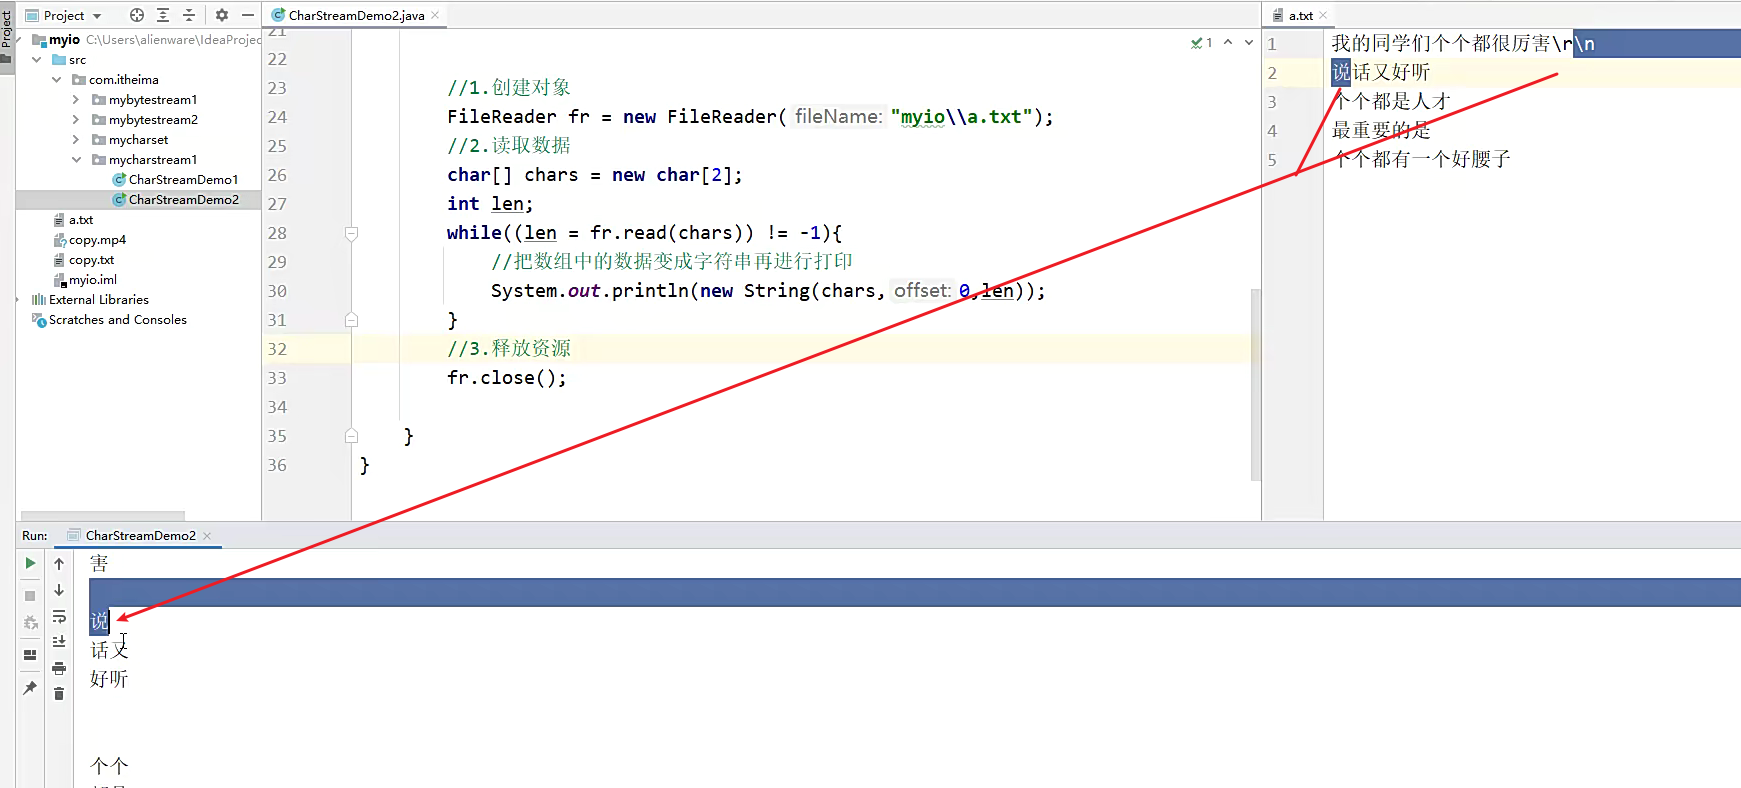 Project
Project
myio C:\Users\alienware\IdeaProjec
src
com.itheima
mybytestream1
mybytestream2
mycharset
mycharstream1
CharStreamDemo1
CharStreamDemo2
a.txt
copy.mp4
copy.txt
myio.iml
External Libraries
Scratches and Consoles
CharStreamDemo2.java
1
21
22
23 //1.创建对象
24 FileReader fr = new FileReader( fileName: "myio\\a.txt");
25 //2.读取数据
26 char[] chars = new char[2];
27 int len;
28 while((len = fr.read(chars)) != -1){
29 //把数组中的数据变成字符串再进行打印
30 System.out.println(new String(chars, offset: 0,len));
31 }
32 //3.释放资源
33 fr.close();
34
35 }
36 }
a.txt
1 我的同学们个个都很厉害\r\n
2 说话又好听
3 个个都是人才
4 最重要的是
5 个个都有一个好腰子
Run: CharStreamDemo2
害
说
话又
好听
个个